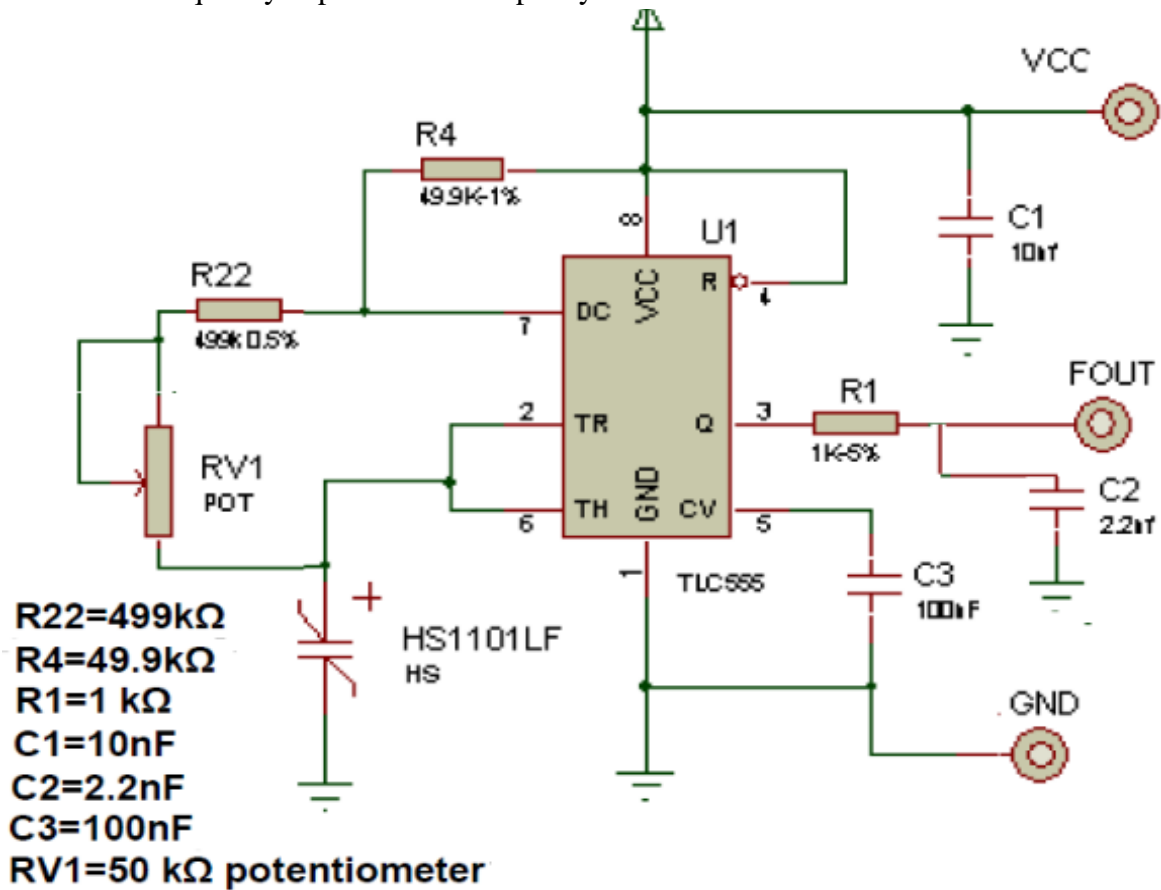 VCC
R4
49.9K-1%
8
U1
C1
10nf
R22
499k 0.5%
7
DC
VCC
R
4
FOUT
R1
1K-5%
2
TR
Q
3
RV1
POT
C2
2.2nf
6
TH
GND
CV
5
1
TLC555
C3
100nF
+
HS1101LF
HS
GND
R22=499kΩ
R4=49.9kΩ
R1=1 kΩ
C1=10nF
C2=2.2nF
C3=100nF
RV1=50 kΩ potentiometer